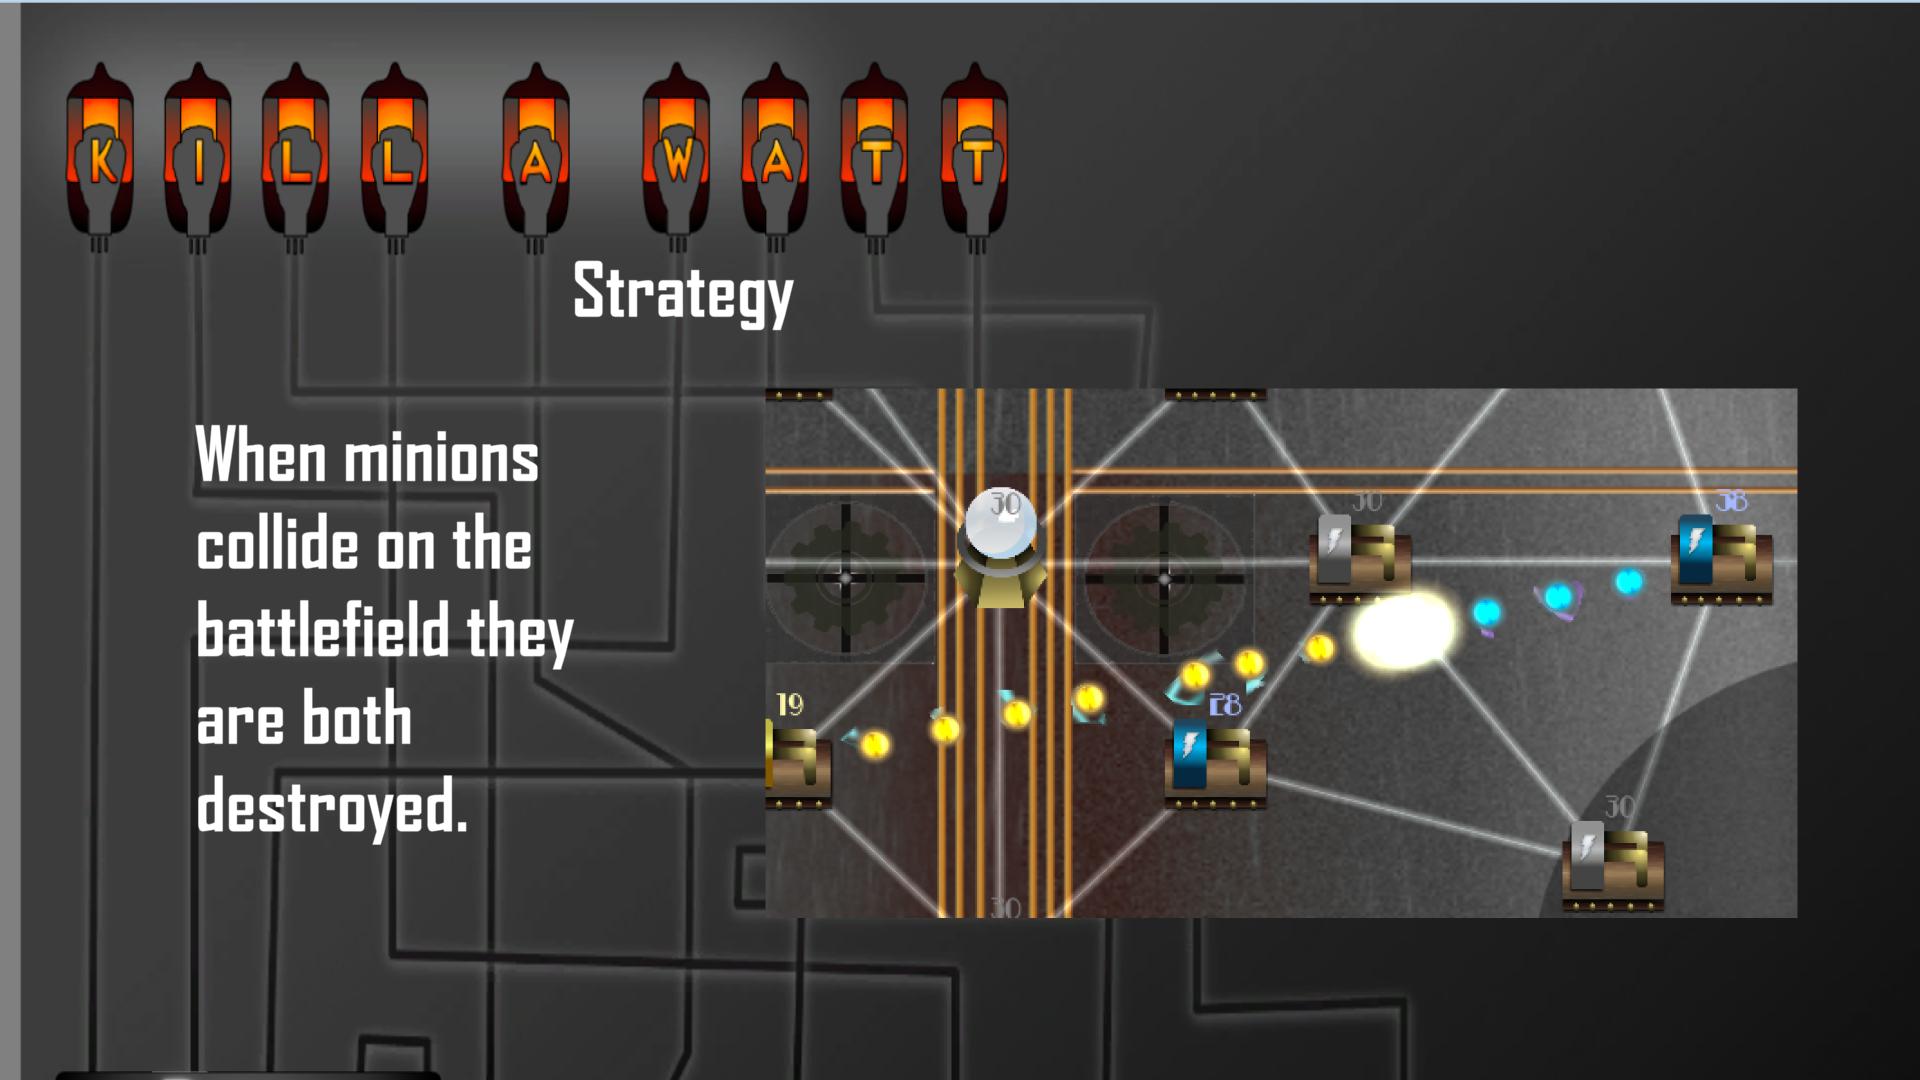 KILL A WATT
Strategy
When minions
collide on the
battlefield they
are both
destroyed.
30
30
38
19
30
30